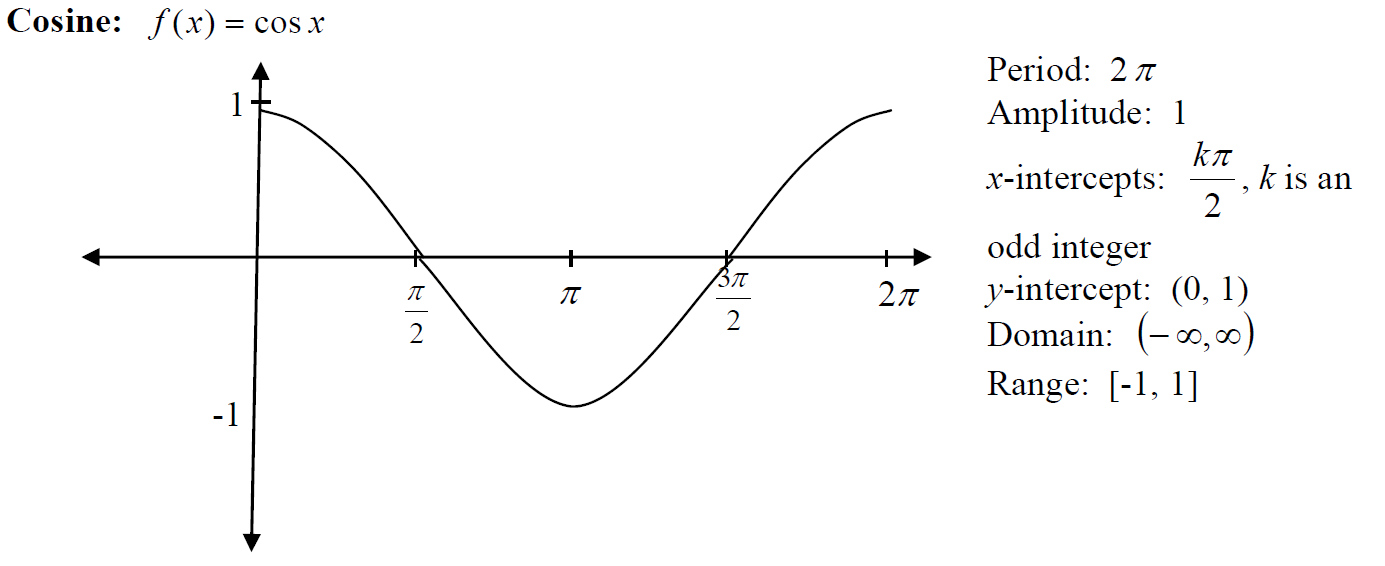 Cosine: f(x) = cos x
1
-1
π/2
π
3π/2
2π
Period: 2π
Amplitude: 1
x-intercepts: kπ/2, k is an
odd integer
y-intercept: (0, 1)
Domain: (−∞,∞)
Range: [-1, 1]